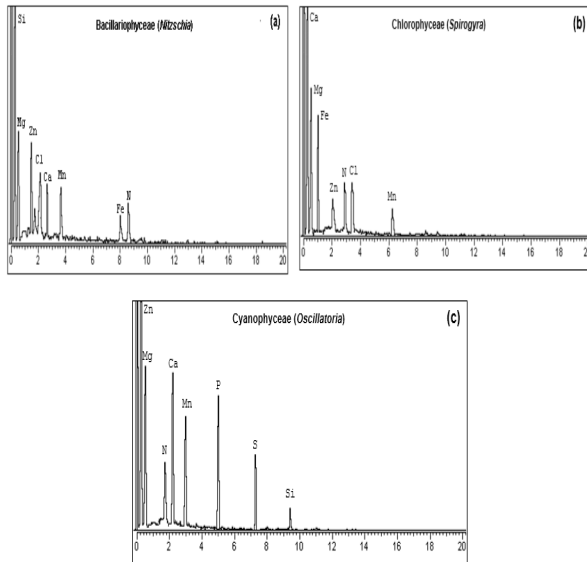 Bacillariophyceae (Nitzschia)
(a)
Si
Mg
Zn
Cl
Ca
Mn
Fe
N
0 2 4 6 8 10 12 14 16 18 20
Chlorophyceae (Spirogyra)
(b)
Ca
Mg
Fe
Zn
N
Cl
Mn
0 2 4 6 8 10 12 14 16 18 20
Cyanophyceae (Oscillatoria)
(c)
Zn
Mg
N
Ca
Mn
P
S
Si
0 2 4 6 8 10 12 14 16 18 20